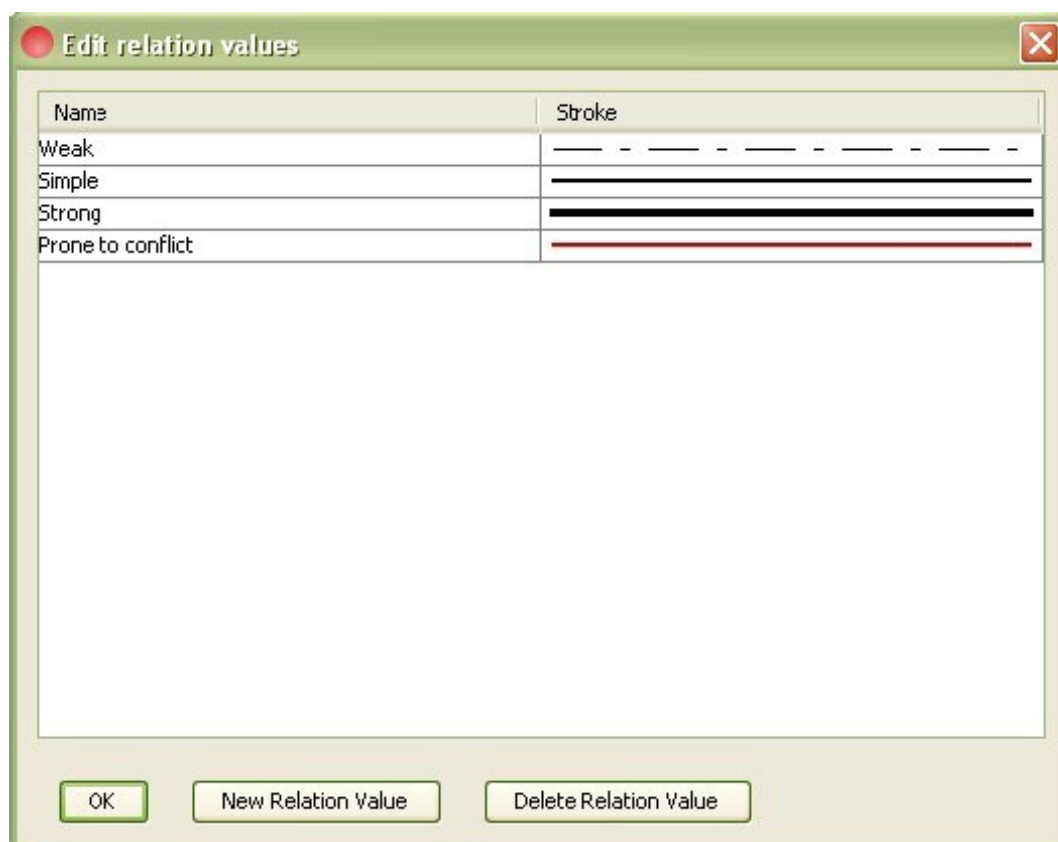 Edit relation values
Name Stroke
Weak
Simple
Strong
Prone to conflict
OK New Relation Value Delete Relation Value